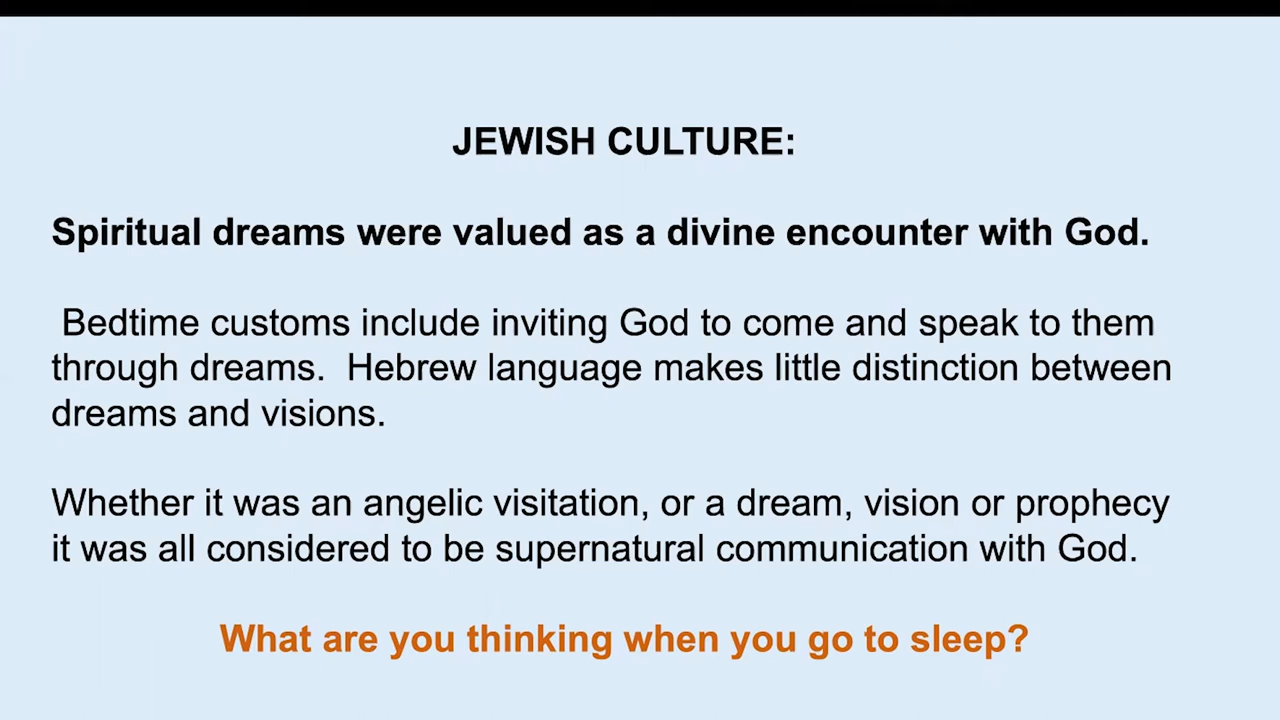 JEWISH CULTURE:
Spiritual dreams were valued as a divine encounter with God.
Bedtime customs include inviting God to come and speak to them
through dreams.  Hebrew language makes little distinction between
dreams and visions.
Whether it was an angelic visitation, or a dream, vision or prophecy
it was all considered to be supernatural communication with God.
What are you thinking when you go to sleep?